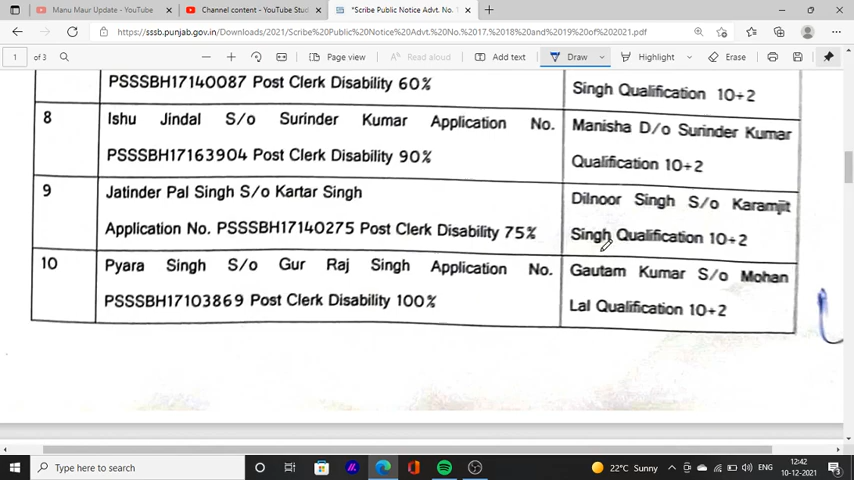 Manu Maur Update - YouTube
Channel content - YouTube Stud
*Scribe Public Notice Advt. No. 1
https://sssb.punjab.gov.in/Downloads/2021/Scribe%20Public%20Notice%20Advt.%20No.%2017,%2018and%2019%20of%202021.pdf
1 of 3
Page view
Read aloud
Add text
Draw
Highlight
Erase
PSSSBH17140087 Post Clerk Disability 60%
Singh Qualification 10+2
8
Ishu Jindal S/o Surinder Kumar Application No.
PSSSBH17163904 Post Clerk Disability 90%
Manisha D/o Surinder Kumar
Qualification 10+2
9
Jatinder Pal Singh S/o Kartar Singh
Application No. PSSSBH17140275 Post Clerk Disability 75%
Dilnoor Singh S/o Karamjit
Singh Qualification 10+2
10
Pyara Singh S/o Gur Raj Singh Application No.
PSSSBH17103869 Post Clerk Disability 100%
Gautam Kumar S/o Mohan
Lal Qualification 10+2
Type here to search
22°C Sunny
ENG
12:42
10-12-2021
3